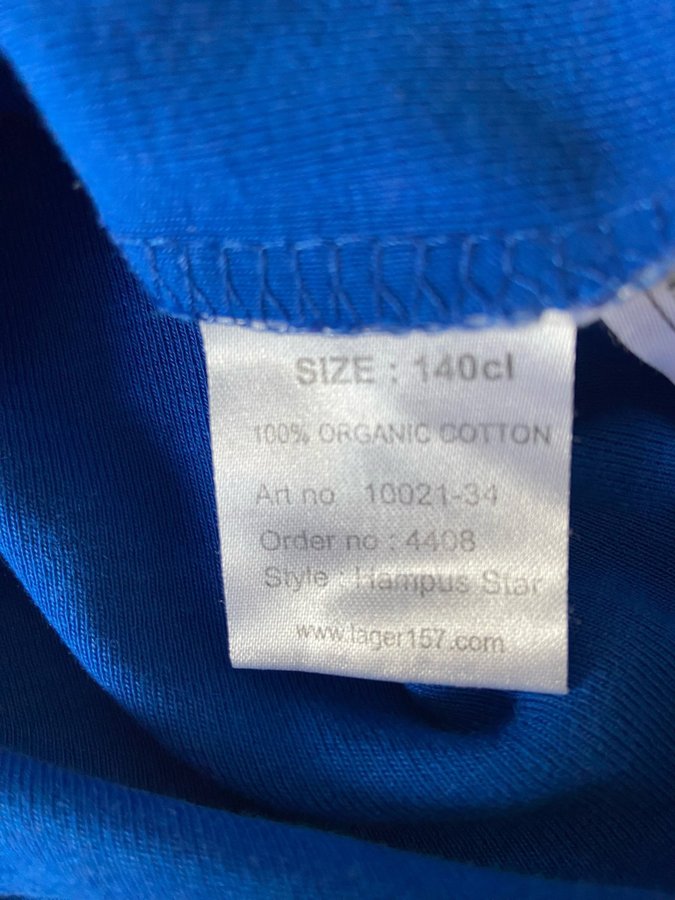 SIZE : 140cl
100% ORGANIC COTTON
Art no 10021-34
Order no : 4408
Style : Hampus Star
www.lager157.com